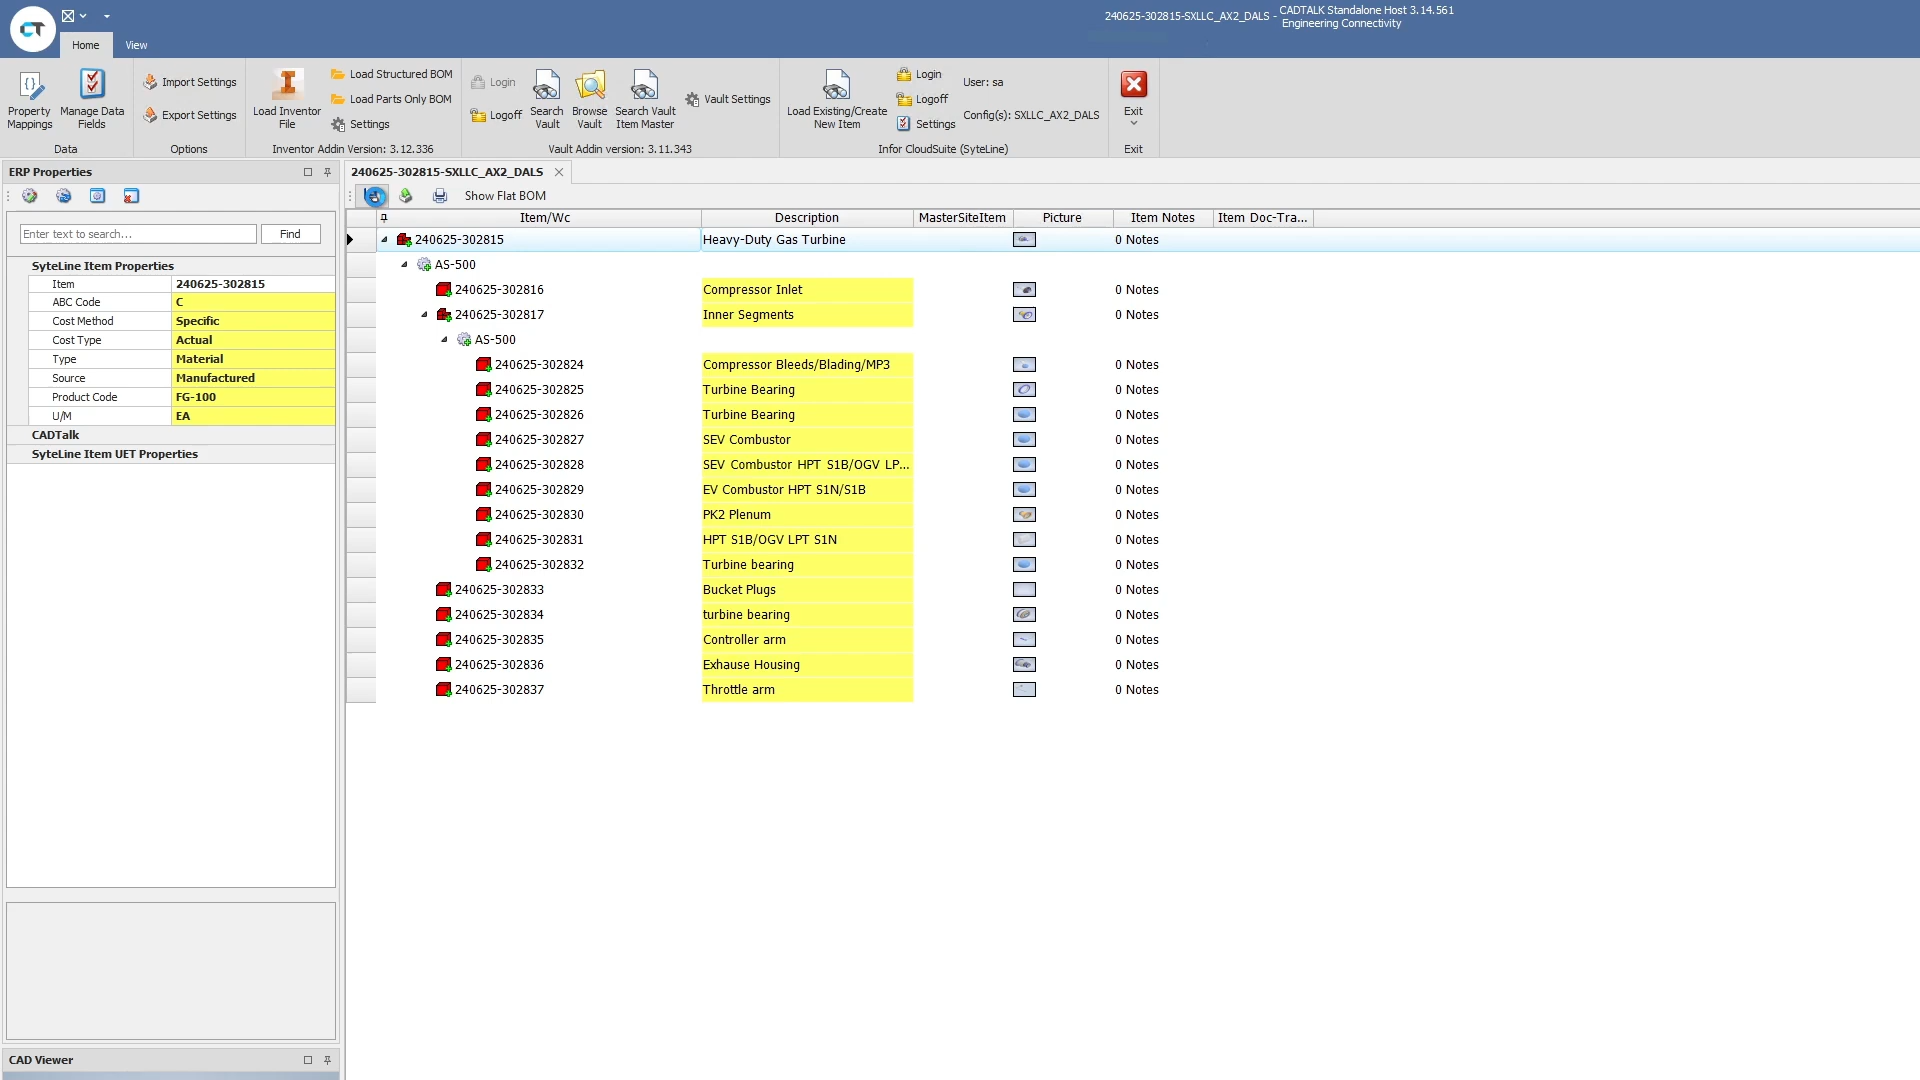 240625-302815-SXLLC_AX2_DALS - CADTALK Standalone Host 3.14.561
Engineering Connectivity
CT
Home
View
Property Mappings
Manage Data Fields
Data
Import Settings
Export Settings
Options
Load Inventor File
Load Structured BOM
Load Parts Only BOM
Settings
Inventor Addin Version: 3.12.336
Login
Logoff
Search Vault
Browse Vault
Search Vault Item Master
Vault Settings
Vault Addin version: 3.11.343
Load Existing/Create New Item
Login
Logoff
Settings
User: sa
Config(s): SXLLC_AX2_DALS
Infor CloudSuite (SyteLine)
Exit
Exit
ERP Properties
Enter text to search...
Find
SyteLine Item Properties
Item 240625-302815
ABC Code C
Cost Method Specific
Cost Type Actual
Type Material
Source Manufactured
Product Code FG-100
U/M EA
CADTalk
SyteLine Item UET Properties
CAD Viewer
240625-302815-SXLLC_AX2_DALS
Show Flat BOM
Item/Wc Description MasterSiteItem Picture Item Notes Item Doc-Tra...
240625-302815 Heavy-Duty Gas Turbine 0 Notes
AS-500
240625-302816 Compressor Inlet 0 Notes
240625-302817 Inner Segments 0 Notes
AS-500
240625-302824 Compressor Bleeds/Blading/MP3 0 Notes
240625-302825 Turbine Bearing 0 Notes
240625-302826 Turbine Bearing 0 Notes
240625-302827 SEV Combustor 0 Notes
240625-302828 SEV Combustor HPT S1B/OGV LP... 0 Notes
240625-302829 EV Combustor HPT S1N/S1B 0 Notes
240625-302830 PK2 Plenum 0 Notes
240625-302831 HPT S1B/OGV LPT S1N 0 Notes
240625-302832 Turbine bearing 0 Notes
240625-302833 Bucket Plugs 0 Notes
240625-302834 turbine bearing 0 Notes
240625-302835 Controller arm 0 Notes
240625-302836 Exhause Housing 0 Notes
240625-302837 Throttle arm 0 Notes